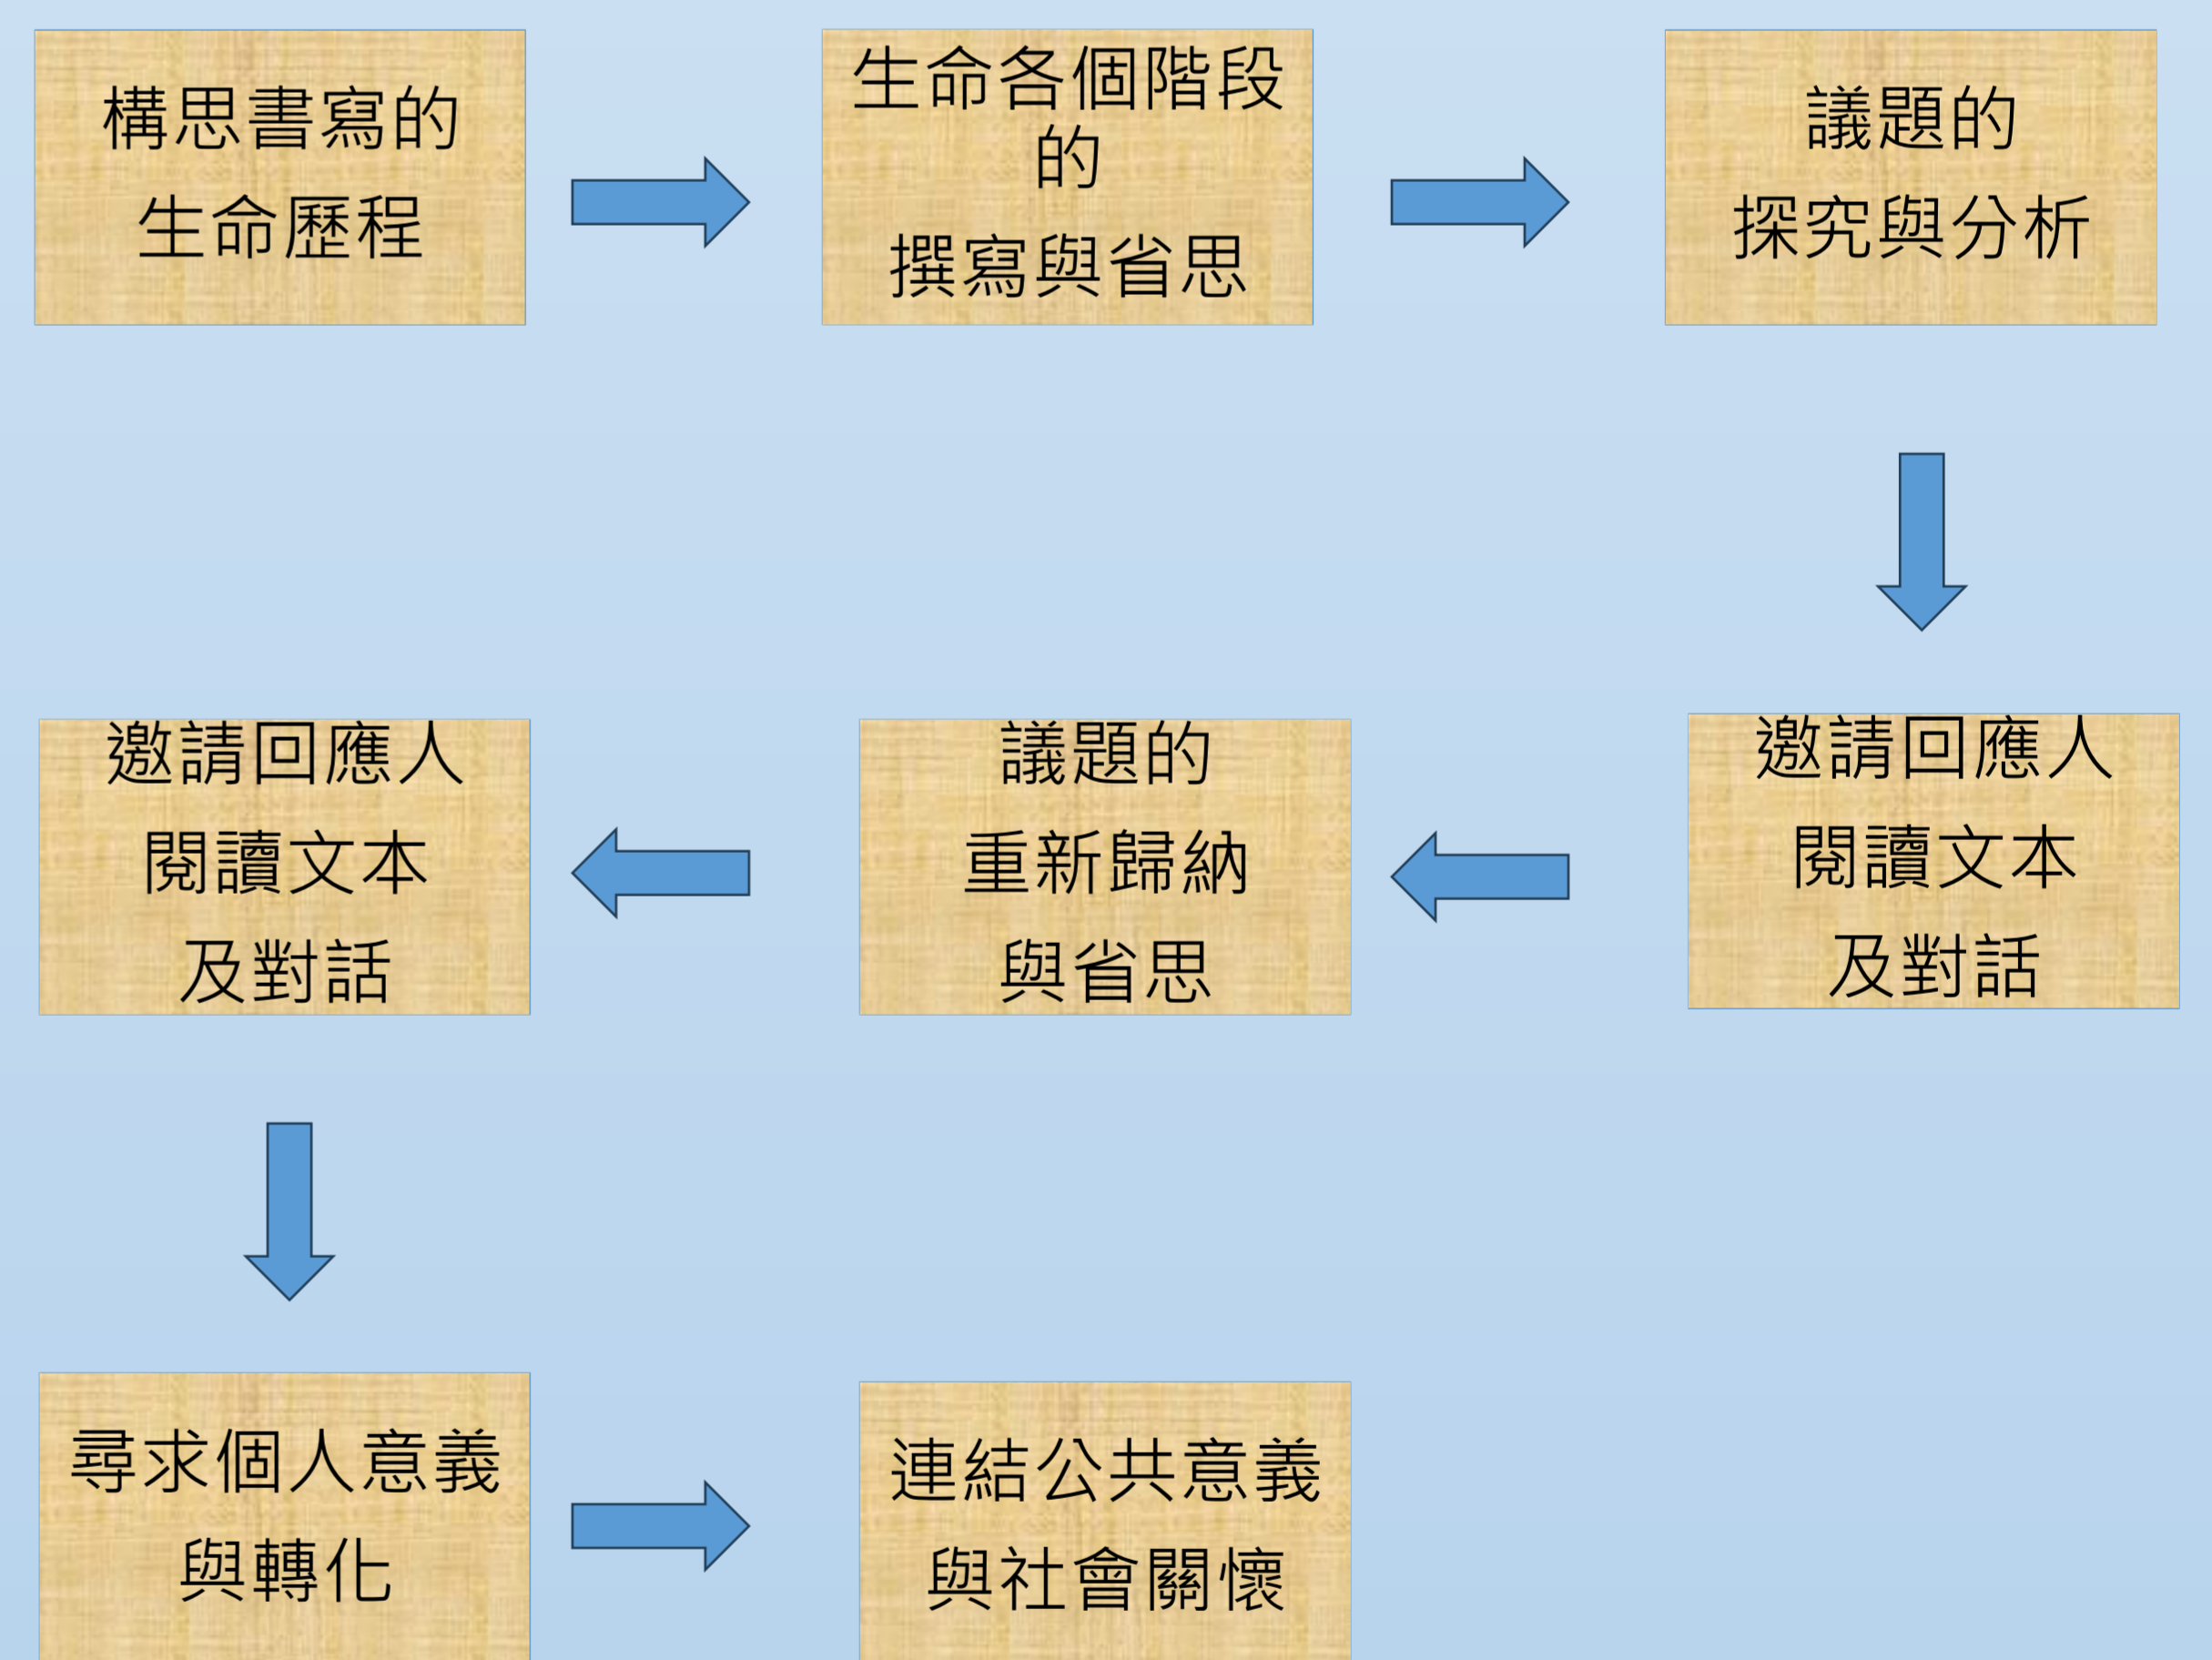 構思書寫的
生命歷程
生命各個階段
的
撰寫與省思
議題的
探究與分析
邀請回應人
閱讀文本
及對話
議題的
重新歸納
與省思
邀請回應人
閱讀文本
及對話
尋求個人意義
與轉化
連結公共意義
與社會關懷